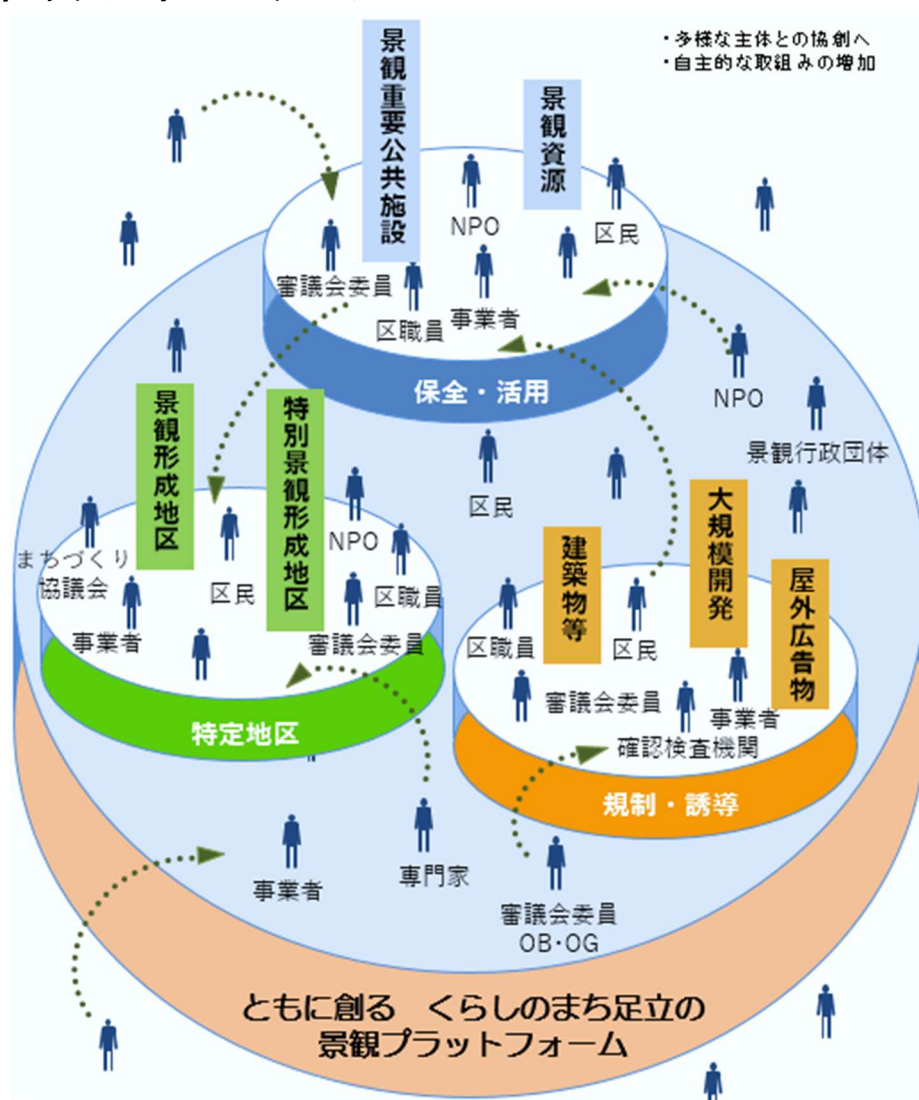 ・多様な主体との協創へ
・自主的な取組みの増加
景観重要公共施設
景観資源
NPO
区民
審議会委員
区職員
事業者
保全・活用
NPO
景観行政団体
区民
景観形成地区
特別景観形成地区
まちづくり
協議会
事業者
区民
NPO
区職員
審議会委員
特定地区
建築物等
大規模開発
屋外広告物
区職員
区民
審議会委員
事業者
確認検査機関
規制・誘導
事業者
専門家
審議会委員
OB・OG
ともに創る くらしのまち足立の
景観プラットフォーム